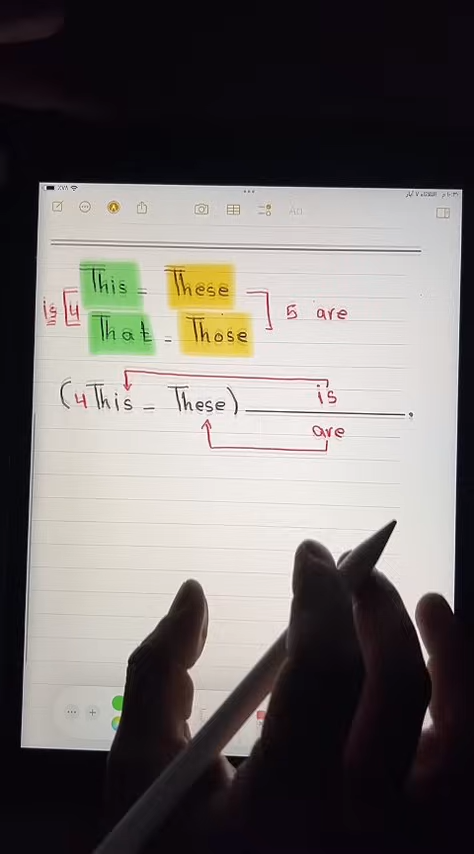 This - These
is 4 5 are
That - Those
is
(4 This - These) .
are